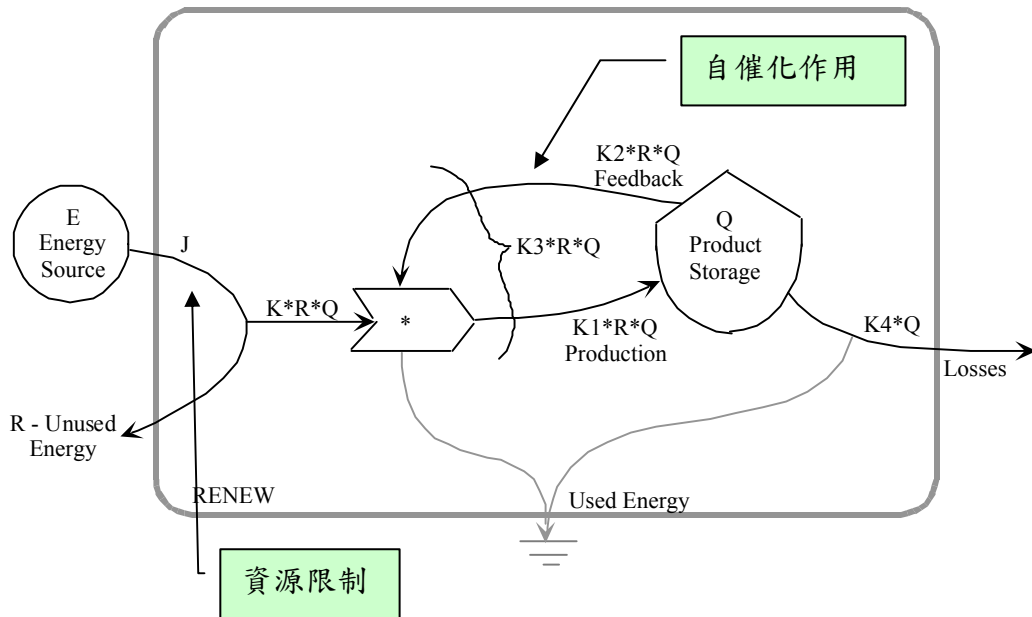 自催化作用
K2*R*Q
Feedback
E
Energy
Source
J
Q
Product
Storage
K3*R*Q
K*R*Q
*
K1*R*Q
Production
K4*Q
Losses
R - Unused
Energy
RENEW
Used Energy
資源限制